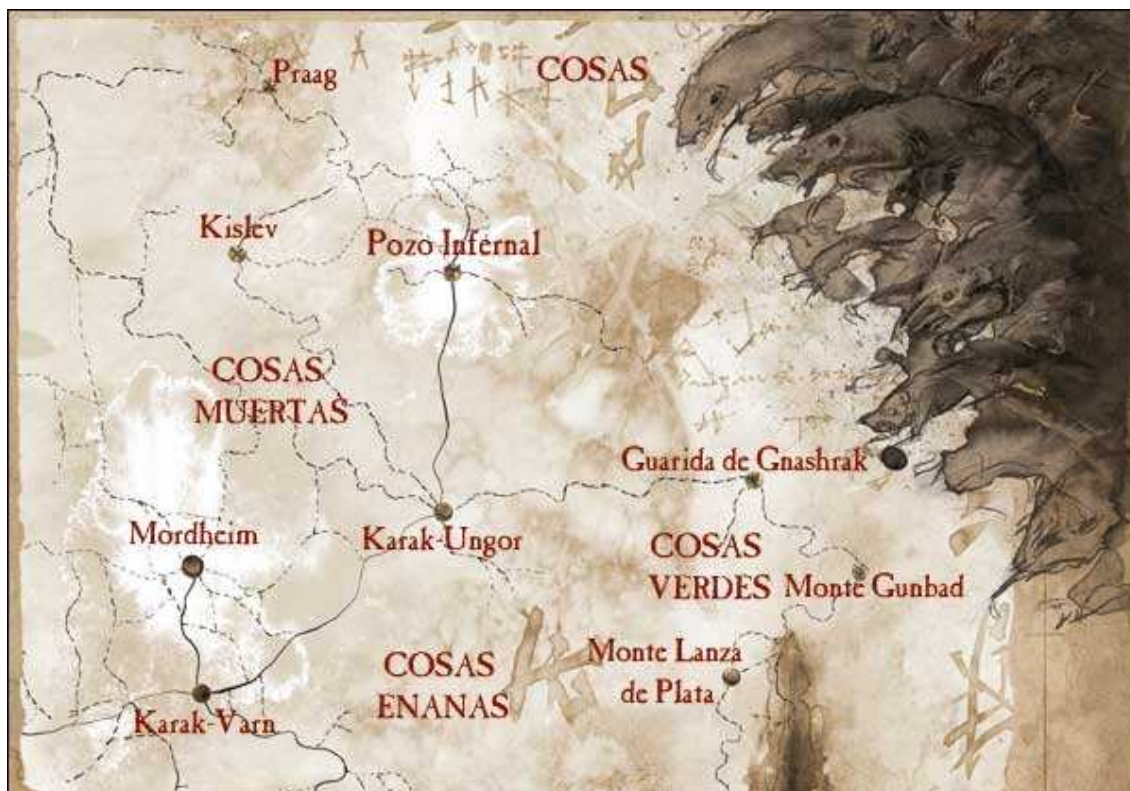 COSAS
Praag
Kislev
Pozo Infernal
COSAS
MUERTAS
Guarida de Gnashrak
Mordheim
Karak-Ungor
COSAS
VERDES
Monte Gunbad
COSAS
ENANAS
Monte Lanza
de Plata
Karak-Varn